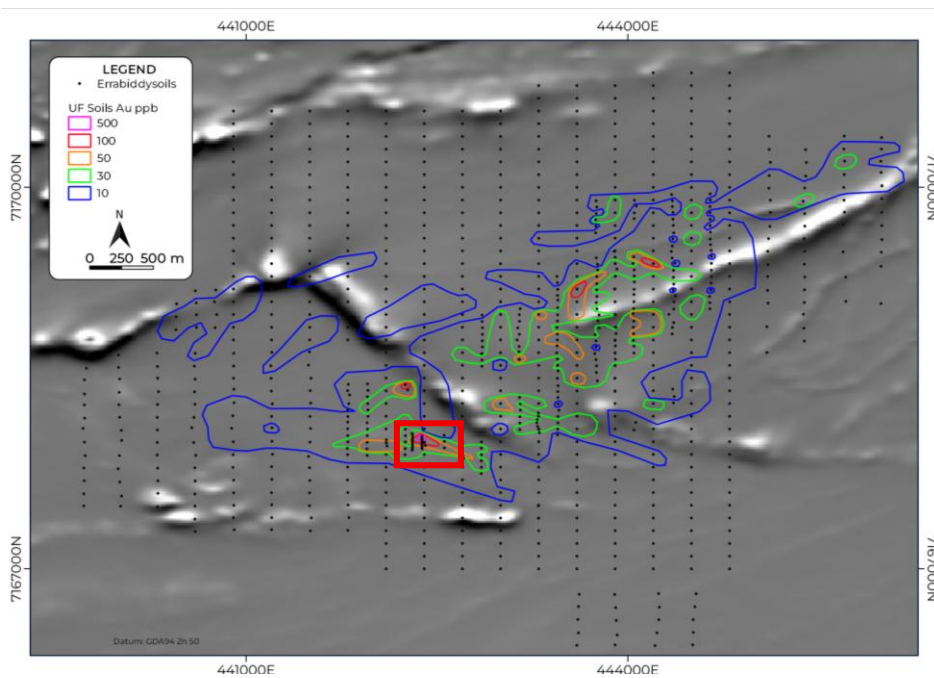 441000E
444000E
LEGEND
Errabiddysoils
UF Soils Au ppb
500
100
50
30
10
N
0 250 500 m
7170000N
7170000N
7167000N
7167000N
Datum: GDA94 Zn 50
441000E
444000E